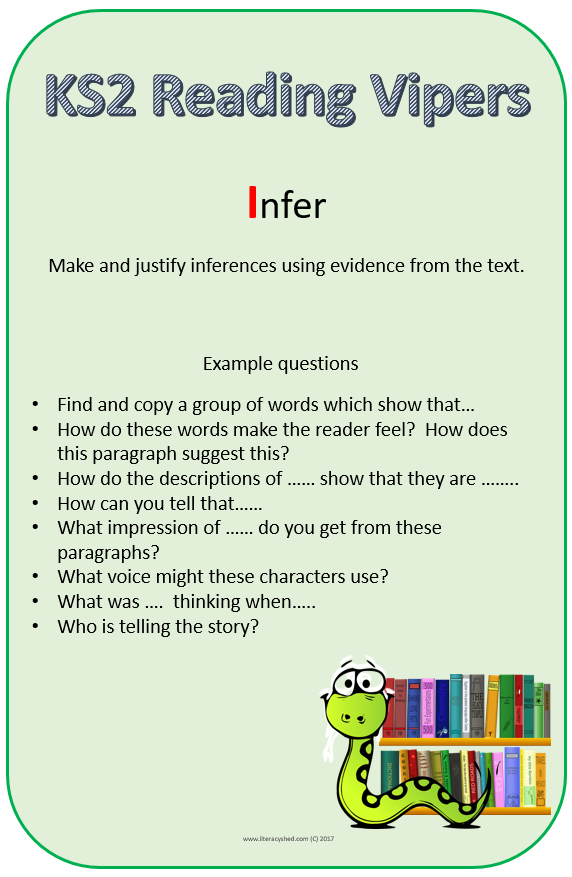 KS2 Reading Vipers
Infer
Make and justify inferences using evidence from the text.
Example questions
• Find and copy a group of words which show that…
• How do these words make the reader feel? How does
this paragraph suggest this?
• How do the descriptions of …… show that they are ……..
• How can you tell that……
• What impression of …… do you get from these
paragraphs?
• What voice might these characters use?
• What was …. thinking when…..
• Who is telling the story?
www.literacyshed.com (C) 2017